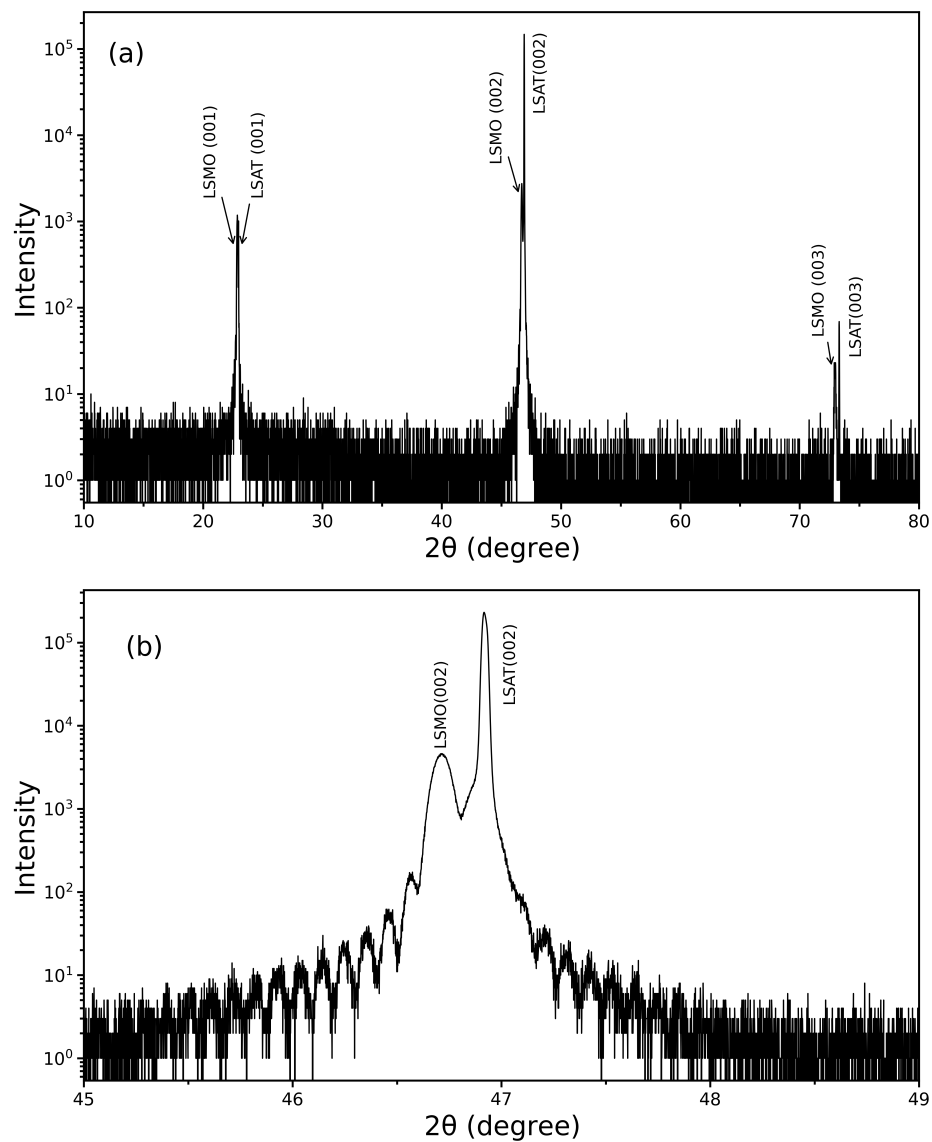 (a)
10⁵
10⁴
10³
10²
10¹
10⁰
Intensity
LSMO (001)
LSAT (001)
LSMO (002)
LSAT(002)
LSMO (003)
LSAT(003)
10 20 30 40 50 60 70 80
2θ (degree)
(b)
10⁵
10⁴
10³
10²
10¹
10⁰
Intensity
LSMO(002)
LSAT(002)
45 46 47 48 49
2θ (degree)